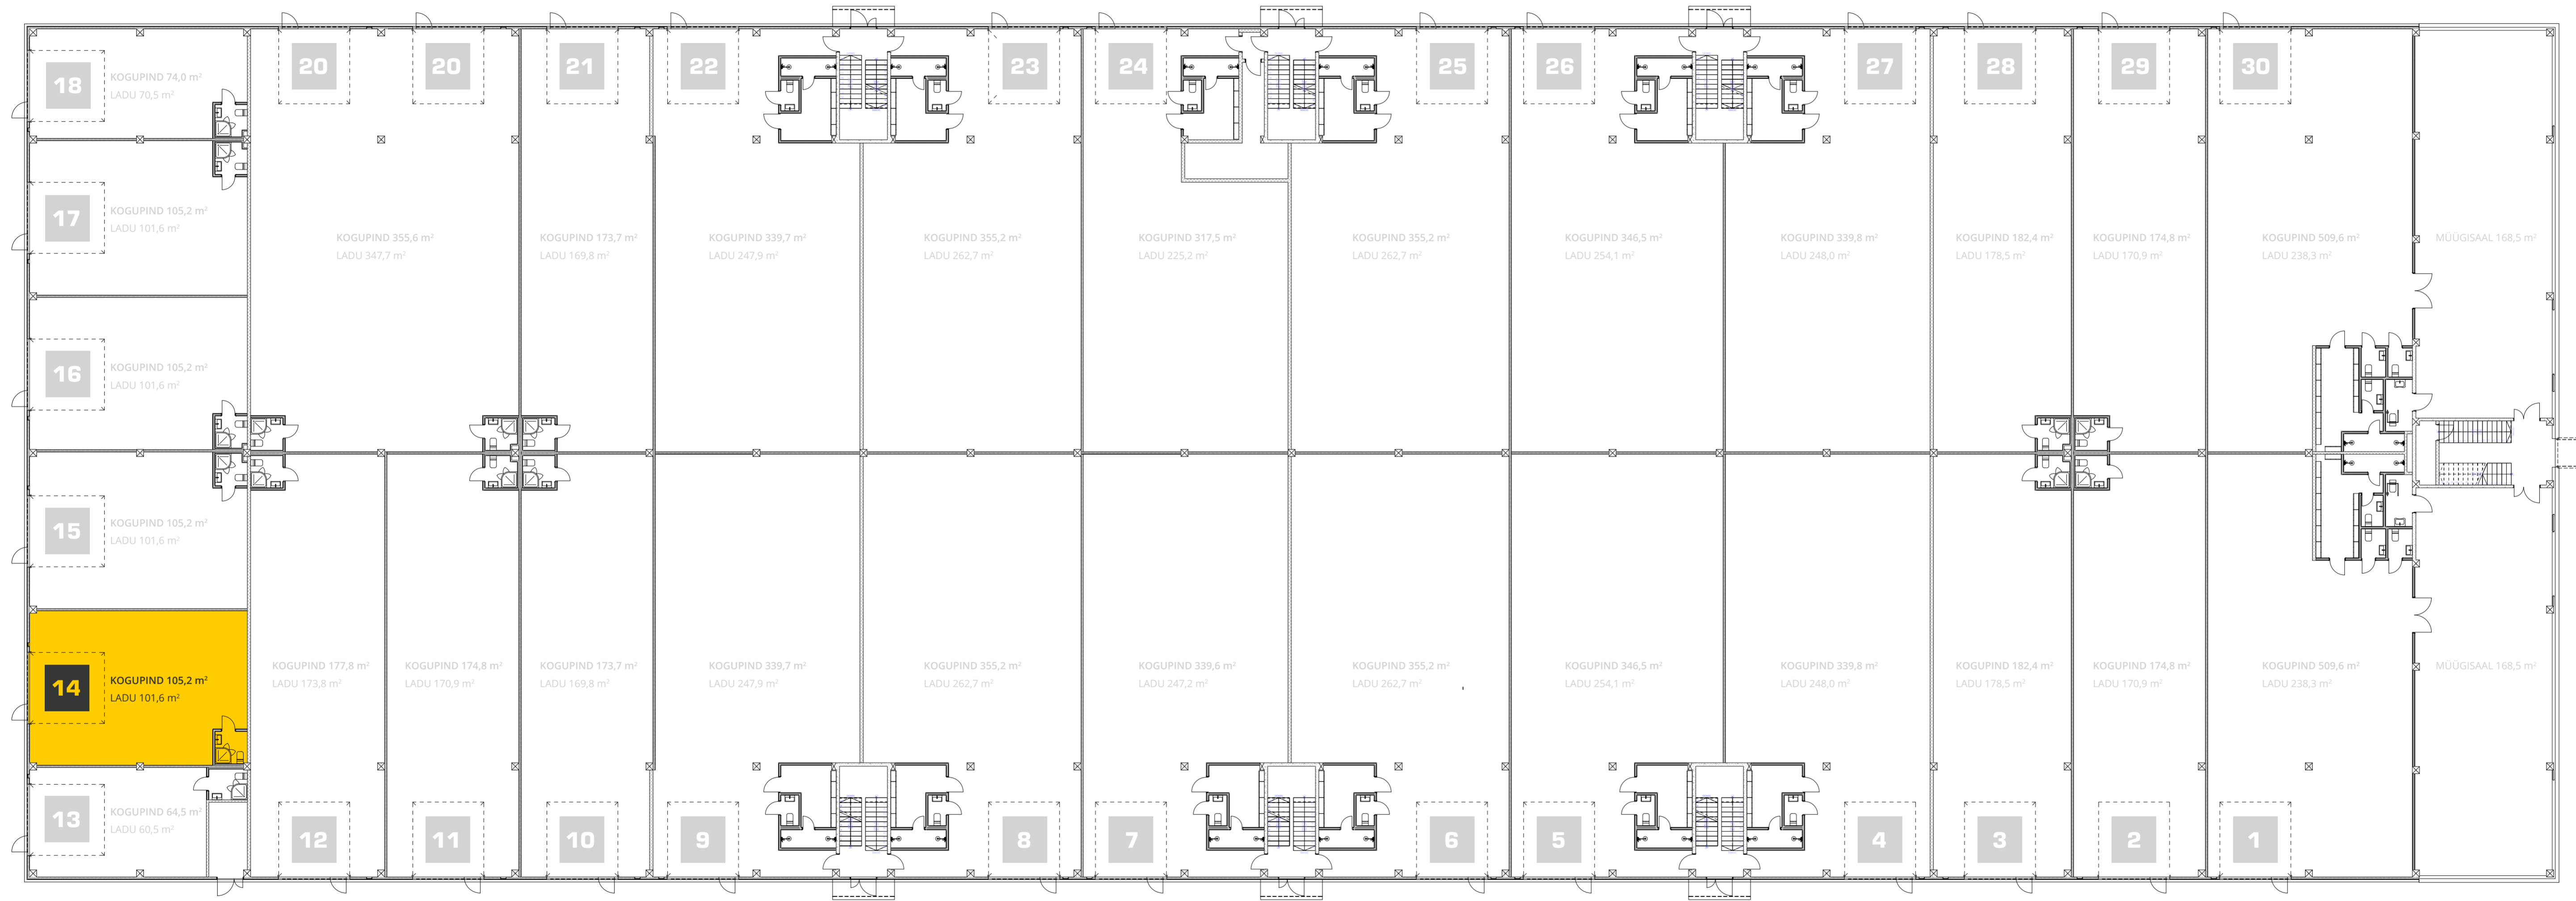 20
20
21
22
23
24
25
26
27
28
29
30
18
KOGUPIND 74,0 m²
LADU 70,5 m²
17
KOGUPIND 105,2 m²
LADU 101,6 m²
KOGUPIND 355,6 m²
LADU 347,7 m²
KOGUPIND 173,7 m²
LADU 169,8 m²
KOGUPIND 339,7 m²
LADU 247,9 m²
KOGUPIND 355,2 m²
LADU 262,7 m²
KOGUPIND 317,5 m²
LADU 225,2 m²
KOGUPIND 355,2 m²
LADU 262,7 m²
KOGUPIND 346,5 m²
LADU 254,1 m²
KOGUPIND 339,8 m²
LADU 248,0 m²
KOGUPIND 182,4 m²
LADU 178,5 m²
KOGUPIND 174,8 m²
LADU 170,9 m²
KOGUPIND 509,6 m²
LADU 238,3 m²
MÜÜGISAAL 168,5 m²
16
KOGUPIND 105,2 m²
LADU 101,6 m²
15
KOGUPIND 105,2 m²
LADU 101,6 m²
14
KOGUPIND 105,2 m²
LADU 101,6 m²
KOGUPIND 177,8 m²
LADU 173,8 m²
KOGUPIND 174,8 m²
LADU 170,9 m²
KOGUPIND 173,7 m²
LADU 169,8 m²
KOGUPIND 339,7 m²
LADU 247,9 m²
KOGUPIND 355,2 m²
LADU 262,7 m²
KOGUPIND 339,6 m²
LADU 247,2 m²
KOGUPIND 355,2 m²
LADU 262,7 m²
KOGUPIND 346,5 m²
LADU 254,1 m²
KOGUPIND 339,8 m²
LADU 248,0 m²
KOGUPIND 182,4 m²
LADU 178,5 m²
KOGUPIND 174,8 m²
LADU 170,9 m²
KOGUPIND 509,6 m²
LADU 238,3 m²
MÜÜGISAAL 168,5 m²
13
KOGUPIND 64,5 m²
LADU 60,5 m²
12
11
10
9
8
7
6
5
4
3
2
1